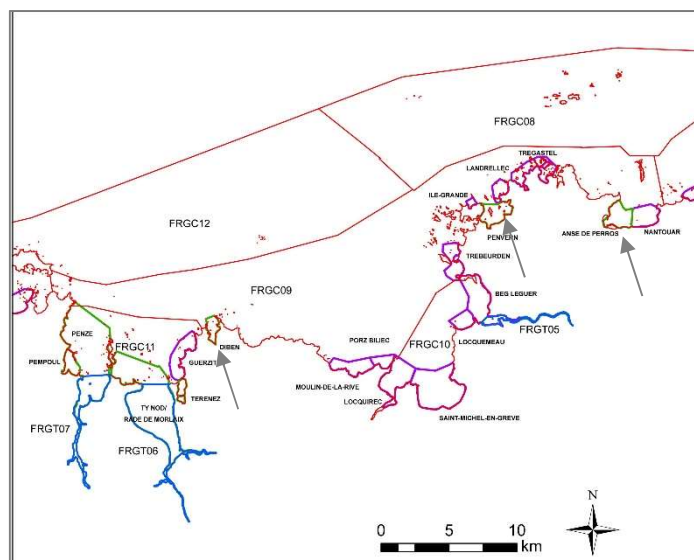 FRGC08
TREGASTEL
LANDRELLEC
ILE-GRANDE
FRGC12
PENVERN
ANSE DE PERROS
NANTOUAR
TREBEURDEN
FRGC09
BEG LEGUER
FRGT05
PENZE
FRGC11
DIBEN
PORZ BILIEC
FRGC10
LOCQUEMEAU
PEMPOUL
GUERZIT
MOULIN-DE-LA-RIVE
TERENEZ
LOCQUIREC
TY NOD/
RADE DE MORLAIX
SAINT-MICHEL-EN-GREVE
FRGT07
FRGT06
N
0 5 10
km